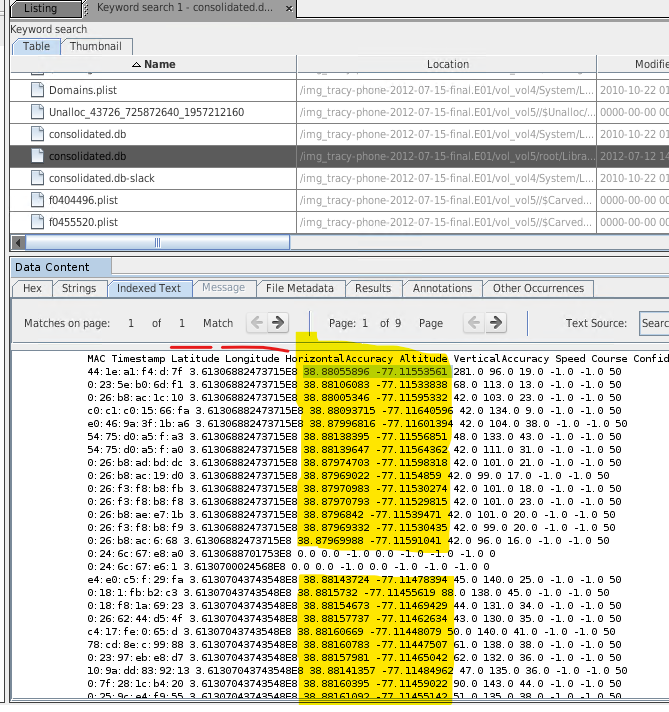 Listing Keyword search 1 - consolidated.d... ×
Keyword search
Table Thumbnail
Name Location Modifie
Domains.plist /img_tracy-phone-2012-07-15-final.E01/vol_vol4/System/L... 2010-10-22 01
Unalloc_43726_725872640_1957212160 /img_tracy-phone-2012-07-15-final.E01/vol_vol5//$Unalloc/... 0000-00-00 00
consolidated.db /img_tracy-phone-2012-07-15-final.E01/vol_vol4/System/L... 2010-10-22 01
consolidated.db /img_tracy-phone-2012-07-15-final.E01/vol_vol5/root/Libra... 2012-07-12 14
consolidated.db-slack /img_tracy-phone-2012-07-15-final.E01/vol_vol4/System/L... 2010-10-22 01
f0404496.plist /img_tracy-phone-2012-07-15-final.E01/vol_vol5//$Carved... 0000-00-00 00
f0455520.plist /img_tracy-phone-2012-07-15-final.E01/vol_vol5//$Carved... 0000-00-00 00
Data Content
Hex Strings Indexed Text Message File Metadata Results Annotations Other Occurrences
Matches on page: 1 of 1 Match Page: 1 of 9 Page Text Source: Searc
MAC Timestamp Latitude Longitude HorizontalAccuracy Altitude VerticalAccuracy Speed Course Confid
44:1e:a1:f4:d:7f 3.61306882473715E8 38.88055896 -77.11553561 281.0 96.0 19.0 -1.0 -1.0 50
0:23:5e:b0:6d:f1 3.61306882473715E8 38.88106083 -77.11533838 68.0 113.0 13.0 -1.0 -1.0 50
0:26:b8:ac:1c:10 3.61306882473715E8 38.88005346 -77.11595332 42.0 103.0 23.0 -1.0 -1.0 50
c0:c1:c0:15:66:fa 3.61306882473715E8 38.88093715 -77.11640596 42.0 134.0 9.0 -1.0 -1.0 50
e0:46:9a:3f:1b:a6 3.61306882473715E8 38.87996816 -77.11601394 42.0 104.0 38.0 -1.0 -1.0 50
54:75:d0:a5:f:a3 3.61306882473715E8 38.88138395 -77.11556851 48.0 133.0 43.0 -1.0 -1.0 50
54:75:d0:a5:f:a0 3.61306882473715E8 38.88139647 -77.11564362 42.0 111.0 31.0 -1.0 -1.0 50
0:26:b8:ad:bd:dc 3.61306882473715E8 38.87974703 -77.11598318 42.0 101.0 21.0 -1.0 -1.0 50
0:26:b8:ac:19:d0 3.61306882473715E8 38.87969022 -77.1154859 42.0 99.0 17.0 -1.0 -1.0 50
0:26:f3:f8:b8:fb 3.61306882473715E8 38.87970983 -77.11530274 42.0 101.0 18.0 -1.0 -1.0 50
0:26:f3:f8:b8:f8 3.61306882473715E8 38.87970793 -77.11529815 42.0 101.0 23.0 -1.0 -1.0 50
0:26:b8:ae:e7:1b 3.61306882473715E8 38.8796842 -77.11539471 42.0 101.0 20.0 -1.0 -1.0 50
0:26:f3:f8:b8:f9 3.61306882473715E8 38.87969332 -77.11530435 42.0 99.0 20.0 -1.0 -1.0 50
0:26:b8:ac:6:68 3.61306882473715E8 38.87969988 -77.11591041 42.0 96.0 16.0 -1.0 -1.0 50
0:24:6c:67:e8:a0 3.6130688701753E8 0.0 0.0 -1.0 0.0 -1.0 -1.0 -1.0 0
0:24:6c:67:e6:1 3.6130700024568E8 0.0 0.0 -1.0 0.0 -1.0 -1.0 -1.0 0
e4:e0:c5:f:29:fa 3.61307043743548E8 38.88143724 -77.11478394 45.0 140.0 25.0 -1.0 -1.0 50
0:18:1:fb:b2:c3 3.61307043743548E8 38.8815732 -77.11455619 88.0 138.0 45.0 -1.0 -1.0 50
0:18:f8:1a:69:23 3.61307043743548E8 38.88154673 -77.11469429 44.0 131.0 34.0 -1.0 -1.0 50
0:26:62:44:d5:4f 3.61307043743548E8 38.88157737 -77.11462634 43.0 130.0 35.0 -1.0 -1.0 50
c4:17:fe:0:65:d 3.61307043743548E8 38.88160669 -77.11448079 50.0 140.0 41.0 -1.0 -1.0 50
78:cd:8e:c:99:88 3.61307043743548E8 38.88160783 -77.11447507 61.0 138.0 38.0 -1.0 -1.0 50
0:23:97:eb:e8:d7 3.61307043743548E8 38.88157981 -77.11465042 62.0 132.0 36.0 -1.0 -1.0 50
10:9a:dd:83:92:13 3.61307043743548E8 38.88141357 -77.11484962 47.0 135.0 36.0 -1.0 -1.0 50
0:7f:28:1c:b4:20 3.61307043743548E8 38.88160395 -77.11459022 90.0 143.0 44.0 -1.0 -1.0 50
0:25:9c:e4:f9:55 3.61307043743548E8 38.88161092 -77.11455142 51.0 135.0 38.0 -1.0 -1.0 50